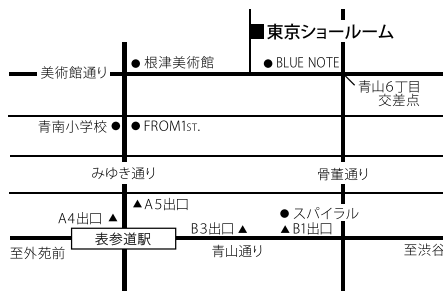 東京ショールーム
根津美術館
BLUE NOTE
美術館通り
青山6丁目
交差点
青南小学校
FROM1ST.
みゆき通り
骨董通り
A5出口
A4出口
スパイラル
B3出口
B1出口
表参道駅
至外苑前
青山通り
至渋谷